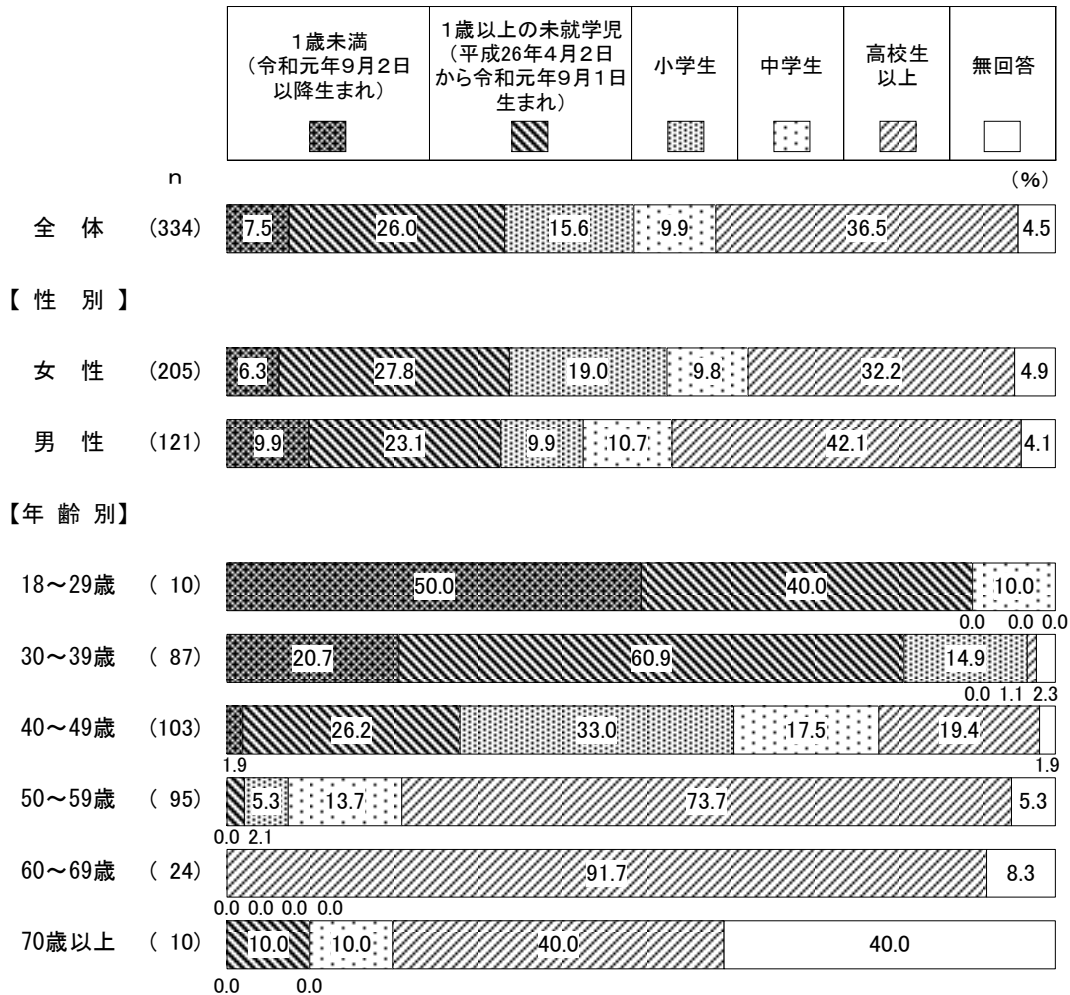 1歳未満
（令和元年９月２日
以降生まれ）
1歳以上の未就学児
（平成26年４月２日
から令和元年９月１日
生まれ）
小学生
中学生
高校生
以上
無回答
n
（%）
全 体 (334) 7.5 26.0 15.6 9.9 36.5 4.5
【 性 別 】
女 性 (205) 6.3 27.8 19.0 9.8 32.2 4.9
男 性 (121) 9.9 23.1 9.9 10.7 42.1 4.1
【年 齢 別】
18～29歳 ( 10) 50.0 40.0 10.0
0.0 0.0 0.0
30～39歳 ( 87) 20.7 60.9 14.9
0.0 1.1 2.3
40～49歳 (103) 26.2 33.0 17.5 19.4
1.9 1.9
50～59歳 ( 95) 5.3 13.7 73.7 5.3
0.0 2.1
60～69歳 ( 24) 91.7 8.3
0.0 0.0 0.0 0.0
70歳以上 ( 10) 10.0 10.0 40.0 40.0
0.0 0.0